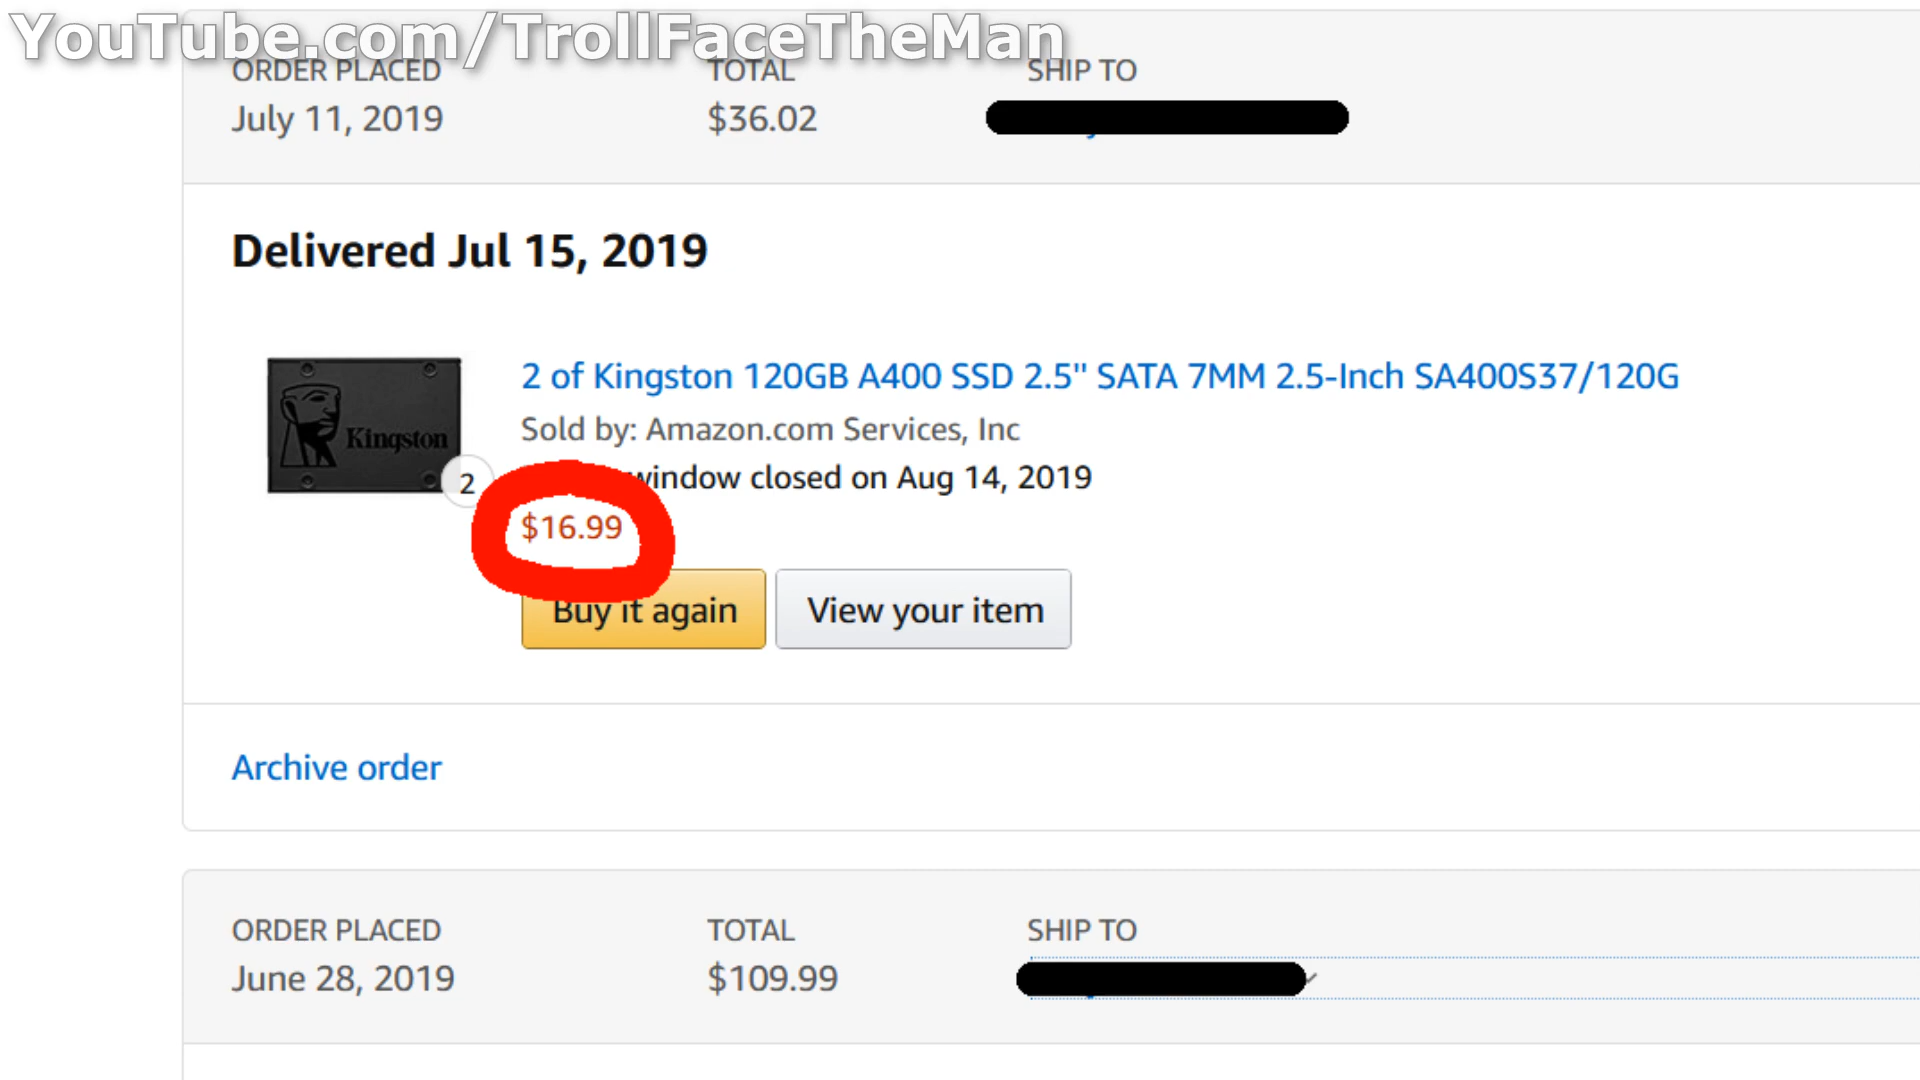 YouTube.com/TrollFaceTheMan
ORDER PLACED TOTAL SHIP TO
July 11, 2019 $36.02
Delivered Jul 15, 2019
2 of Kingston 120GB A400 SSD 2.5" SATA 7MM 2.5-Inch SA400S37/120G
Sold by: Amazon.com Services, Inc
window closed on Aug 14, 2019
Kingston
2
$16.99
Buy it again View your item
Archive order
ORDER PLACED TOTAL SHIP TO
June 28, 2019 $109.99